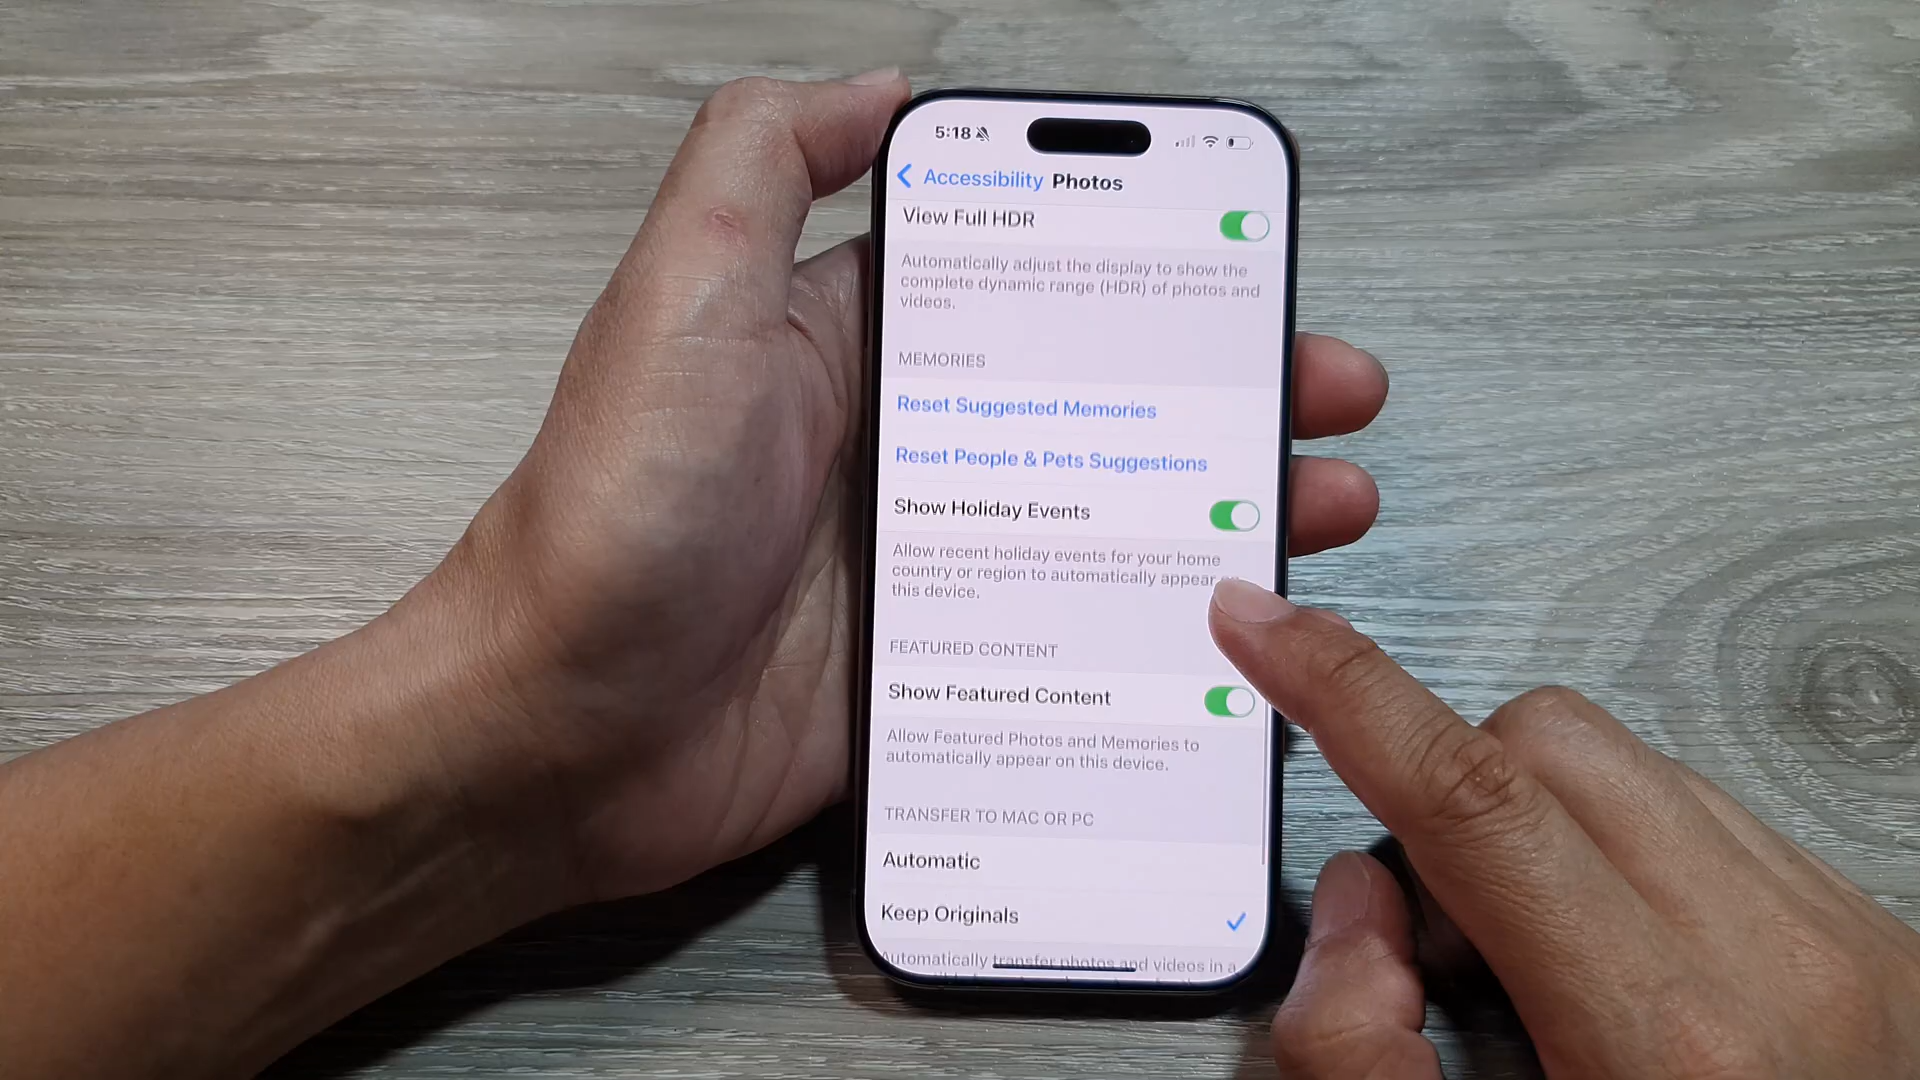 5:18
Accessibility Photos
View Full HDR
Automatically adjust the display to show the
complete dynamic range (HDR) of photos and
videos.
MEMORIES
Reset Suggested Memories
Reset People & Pets Suggestions
Show Holiday Events
Allow recent holiday events for your home
country or region to automatically appear
this device.
FEATURED CONTENT
Show Featured Content
Allow Featured Photos and Memories to
automatically appear on this device.
TRANSFER TO MAC OR PC
Automatic
Keep Originals
Automatically transfer photos and videos in a